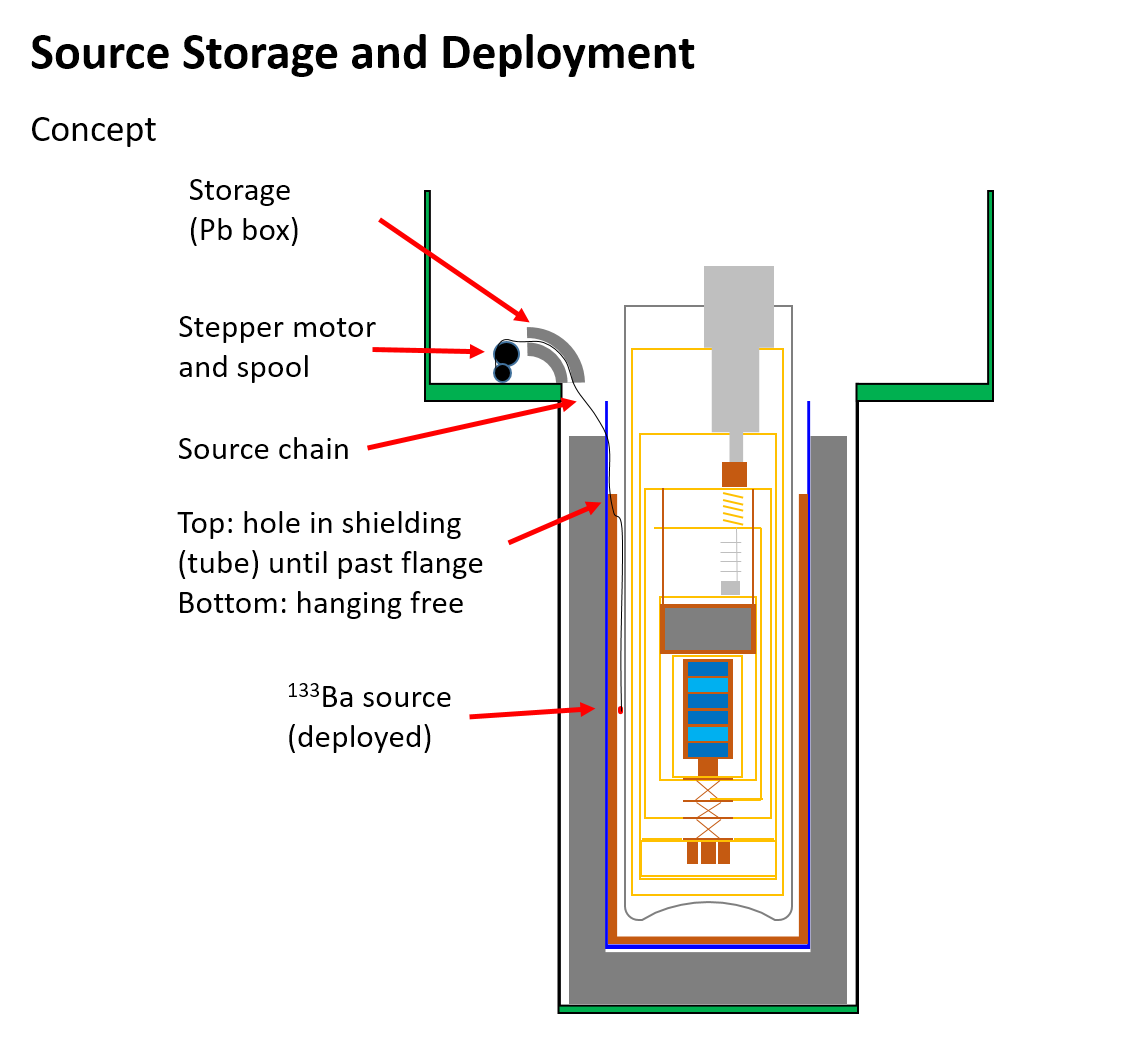 Source Storage and Deployment
Concept
Storage
(Pb box)
Stepper motor
and spool
Source chain
Top: hole in shielding
(tube) until past flange
Bottom: hanging free
¹³³Ba source
(deployed)